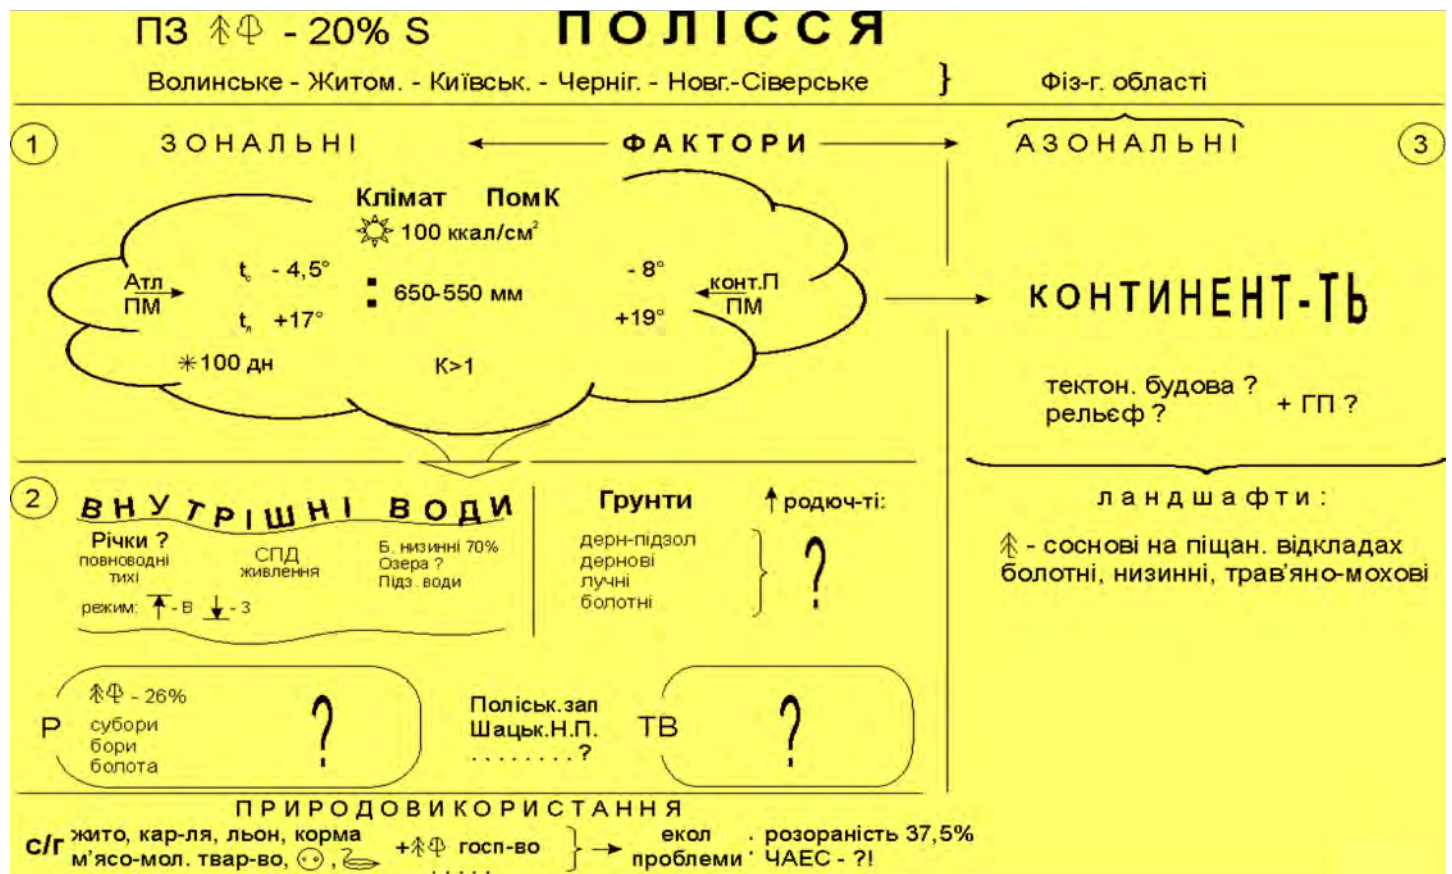 ПЗ - 20% S ПОЛІССЯ
Волинське - Житом. - Київськ. - Черніг. - Новг.-Сіверське } Фіз-г. області
1 ЗОНАЛЬНІ ФАКТОРИ АЗОНАЛЬНІ 3
Клімат ПомК
100 ккал/см²
Атл
ПМ
tс - 4,5°
tл +17°
650-550 мм
- 8°
+19°
конт.П
ПМ
100 дн
К>1
КОНТИНЕНТ-ТЬ
тектон. будова ?
рельєф ?
+ ГП ?
ландшафти:
- соснові на піщан. відкладах
болотні, низинні, трав'яно-мохові
2 ВНУТРІШНІ ВОДИ
Річки ?
повноводні
тихі
СПД
живлення
Б. низинні 70%
Озера ?
Підз. води
режим: - В - З
Грунти
родюч-ті:
дерн-підзол
дернові
лучні
болотні
?
Р
- 26%
субори
бори
болота
?
Поліськ.зап
Шацьк.Н.П.
. . . . . . . . ?
ТВ
?
ПРИРОДОВИКОРИСТАННЯ
с/г жито, кар-ля, льон, корма
м'ясо-мол. твар-во, ,
+ госп-во
. . . . .
екол
проблеми
: розораність 37,5%
ЧАЕС - ?!